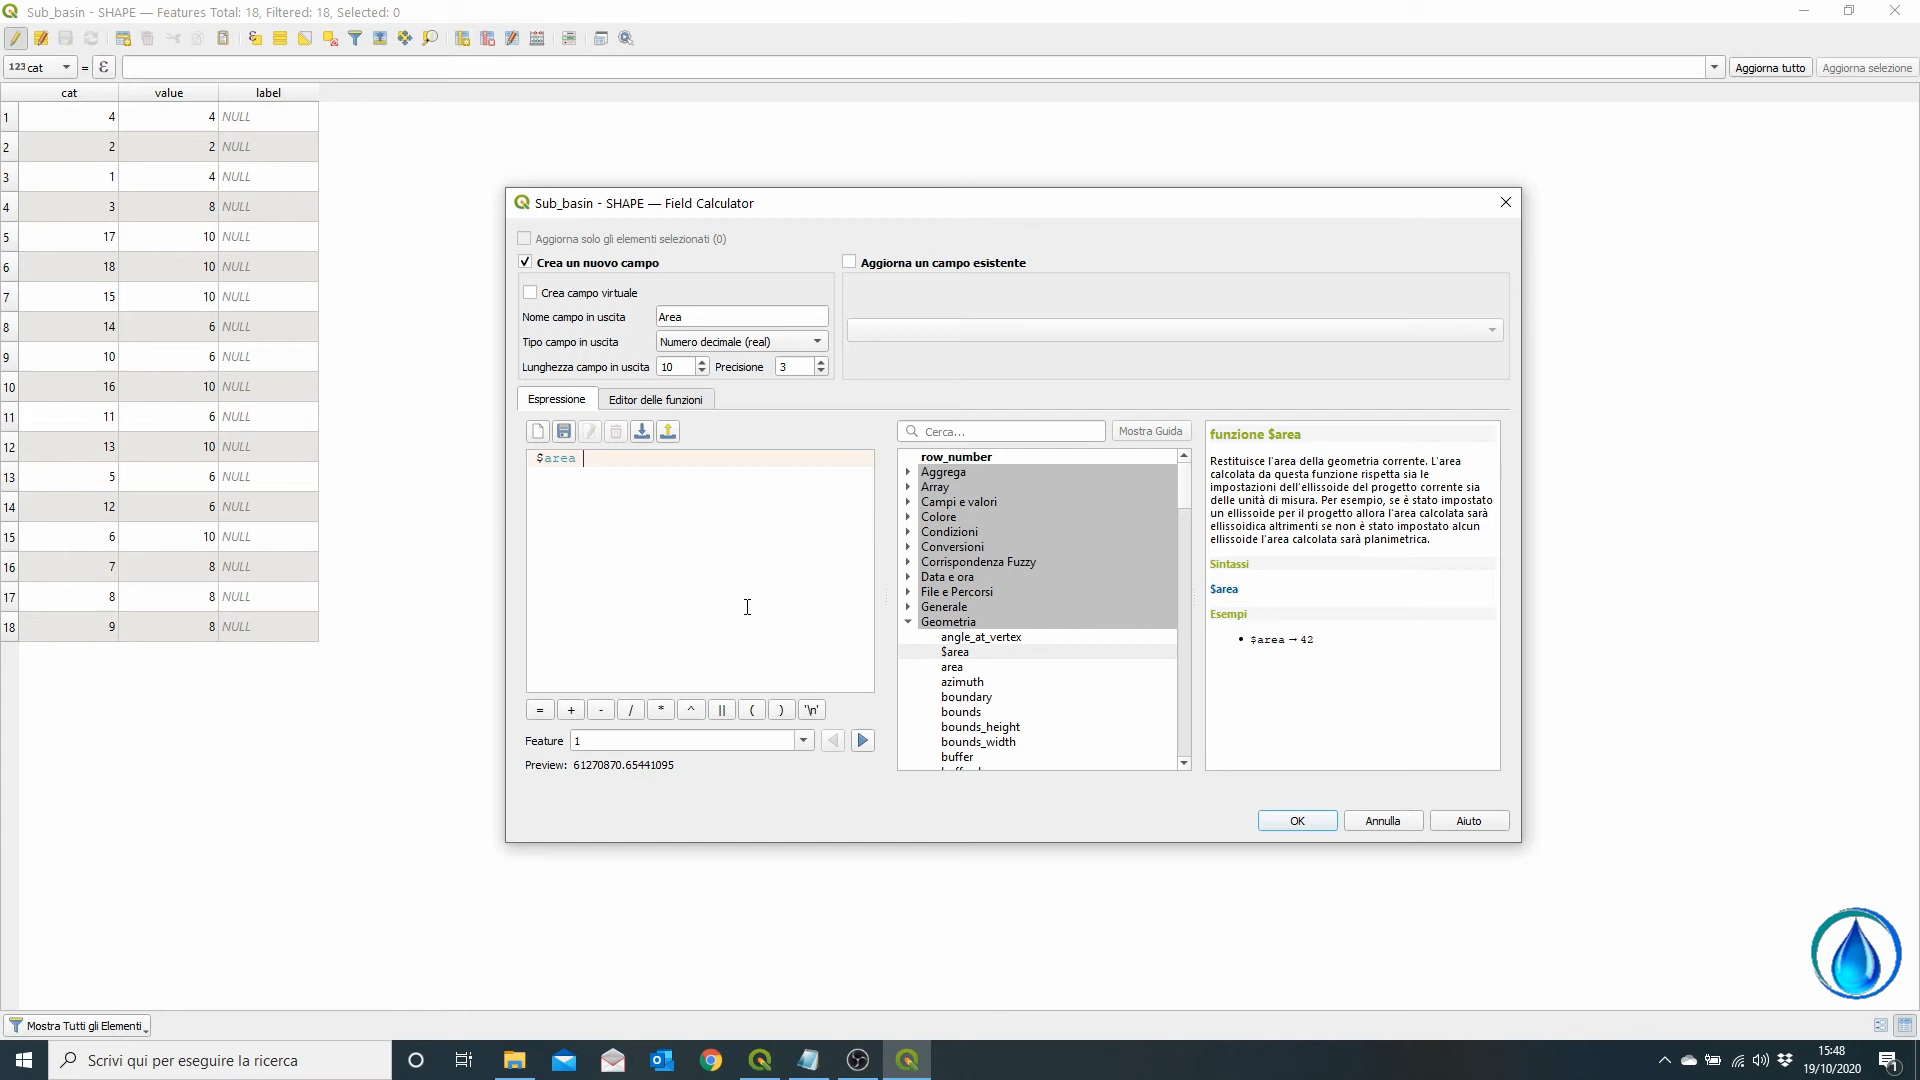 Sub_basin - SHAPE — Features Total: 18, Filtered: 18, Selected: 0
123 cat = ε Aggiorna tutto Aggiorna selezione
cat value label
1 4 4 NULL
2 2 2 NULL
3 1 4 NULL
4 3 8 NULL
5 17 10 NULL
6 18 10 NULL
7 15 10 NULL
8 14 6 NULL
9 10 6 NULL
10 16 10 NULL
11 11 6 NULL
12 13 10 NULL
13 5 6 NULL
14 12 6 NULL
15 6 10 NULL
16 7 8 NULL
17 8 8 NULL
18 9 8 NULL
Sub_basin - SHAPE — Field Calculator
Aggiorna solo gli elementi selezionati (0)
Crea un nuovo campo
Aggiorna un campo esistente
Crea campo virtuale
Nome campo in uscita Area
Tipo campo in uscita Numero decimale (real)
Lunghezza campo in uscita 10 Precisione 3
Espressione Editor delle funzioni
$area
= + - / * ^ || ( ) '\n'
Feature 1
Preview: 61270870.65441095
Cerca... Mostra Guida
row_number
Aggrega
Array
Campi e valori
Colore
Condizioni
Conversioni
Corrispondenza Fuzzy
Data e ora
File e Percorsi
Generale
Geometria
angle_at_vertex
$area
area
azimuth
boundary
bounds
bounds_height
bounds_width
buffer
funzione $area
Restituisce l'area della geometria corrente. L'area
calcolata da questa funzione rispetta sia le
impostazioni dell'ellissoide del progetto corrente sia
delle unità di misura. Per esempio, se è stato impostato
un ellissoide per il progetto allora l'area calcolata sarà
ellissoidica altrimenti se non è stato impostato alcun
ellissoide l'area calcolata sarà planimetrica.
Sintassi
$area
Esempi
• $area → 42
OK Annulla Aiuto
Mostra Tutti gli Elementi
Scrivi qui per eseguire la ricerca
15:48
19/10/2020
1